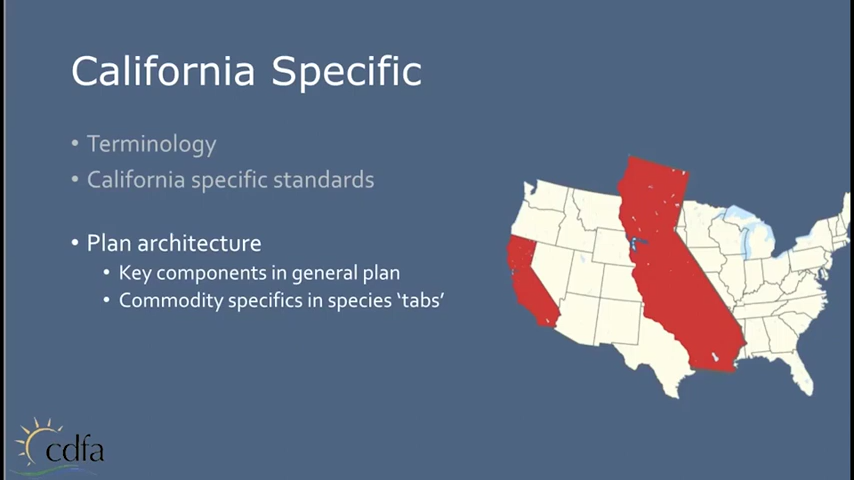 California Specific
• Terminology
• California specific standards
• Plan architecture
• Key components in general plan
• Commodity specifics in species ‘tabs’
cdfa